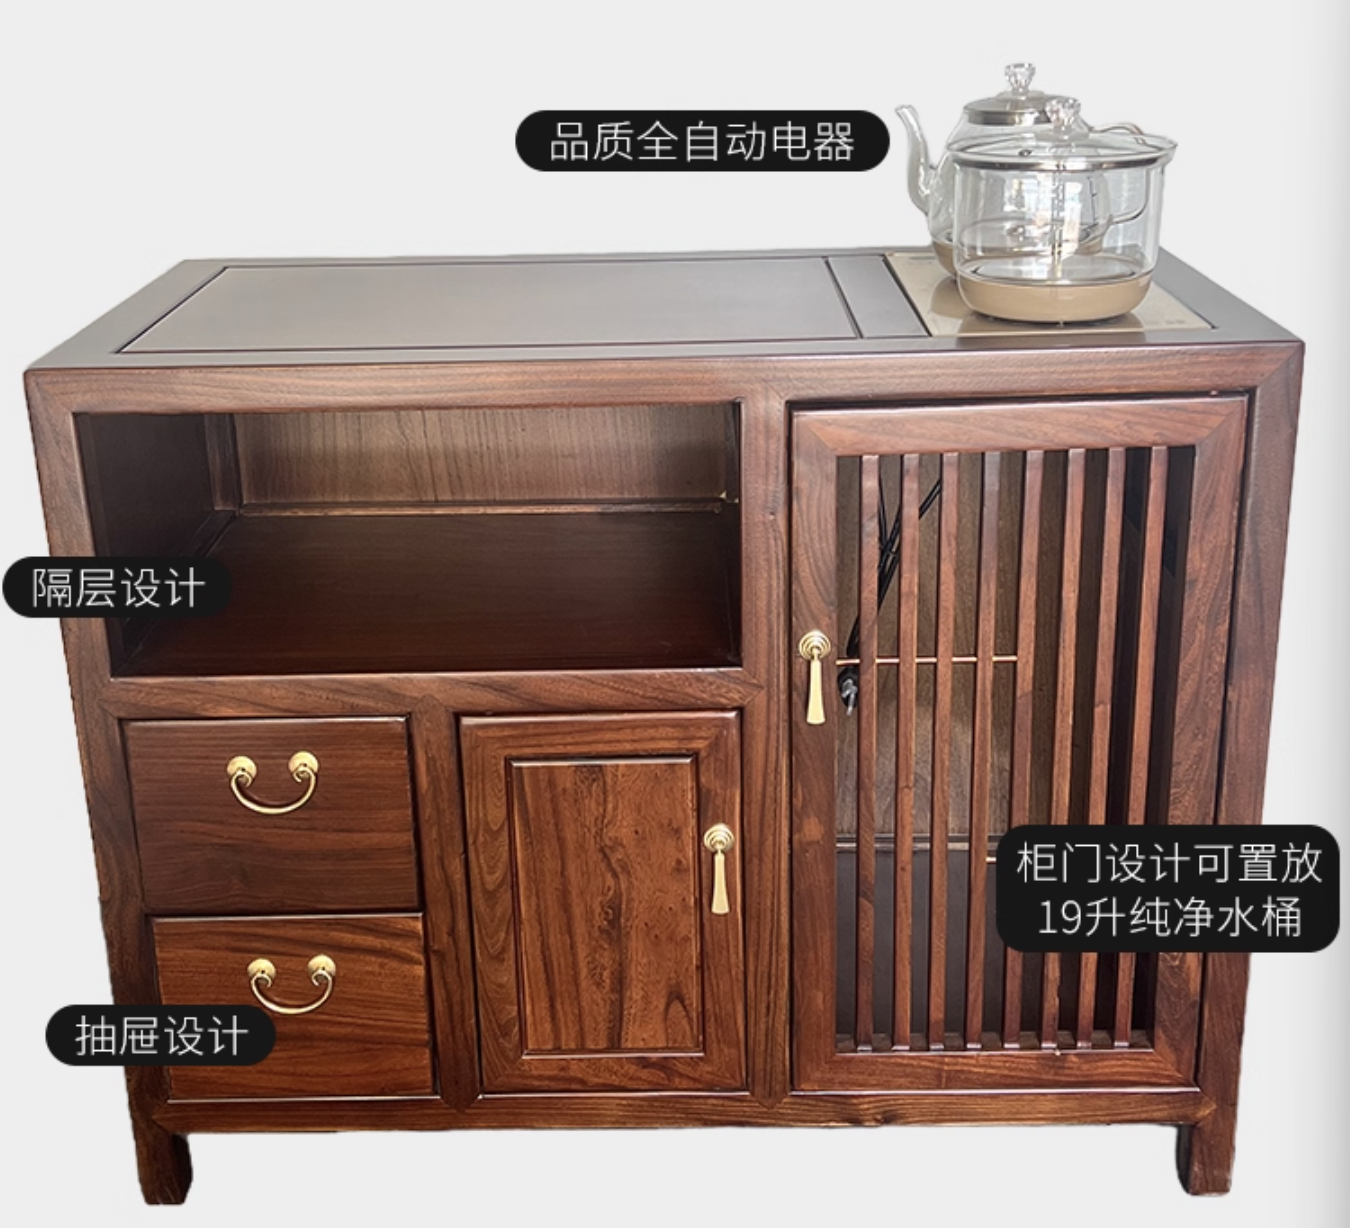 品质全自动电器
隔层设计
柜门设计可置放
19升纯净水桶
抽屉设计